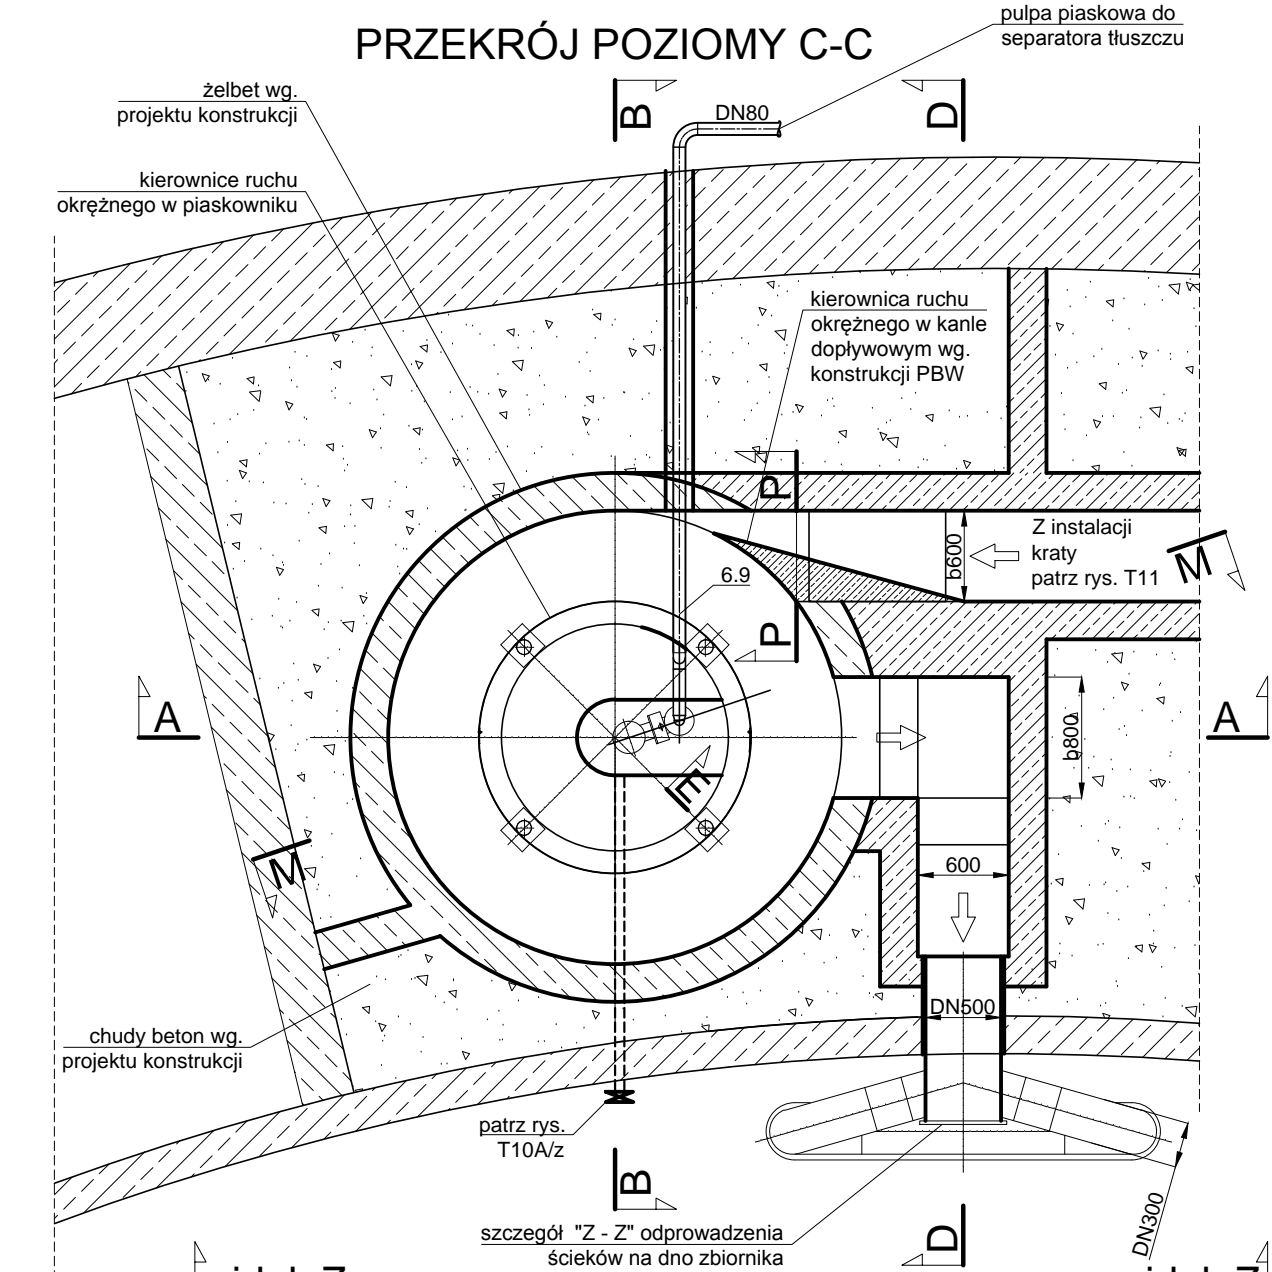 PRZEKRÓJ POZIOMY C-C
pulpa piaskowa do
separatora tłuszczu
żelbet wg.
projektu konstrukcji
B
DN80
D
kierownice ruchu
okrężnego w piaskowniku
kierownica ruchu
okrężnego w kanle
dopływowym wg.
konstrukcji PBW
P
b600
Z instalacji
kraty
patrz rys. T11
M
6.9
P
A
A
b800
E
M
600
DN500
chudy beton wg.
projektu konstrukcji
patrz rys.
T10A/z
B
D
DN300
szczegół "Z - Z" odprowadzenia
ścieków na dno zbiornika